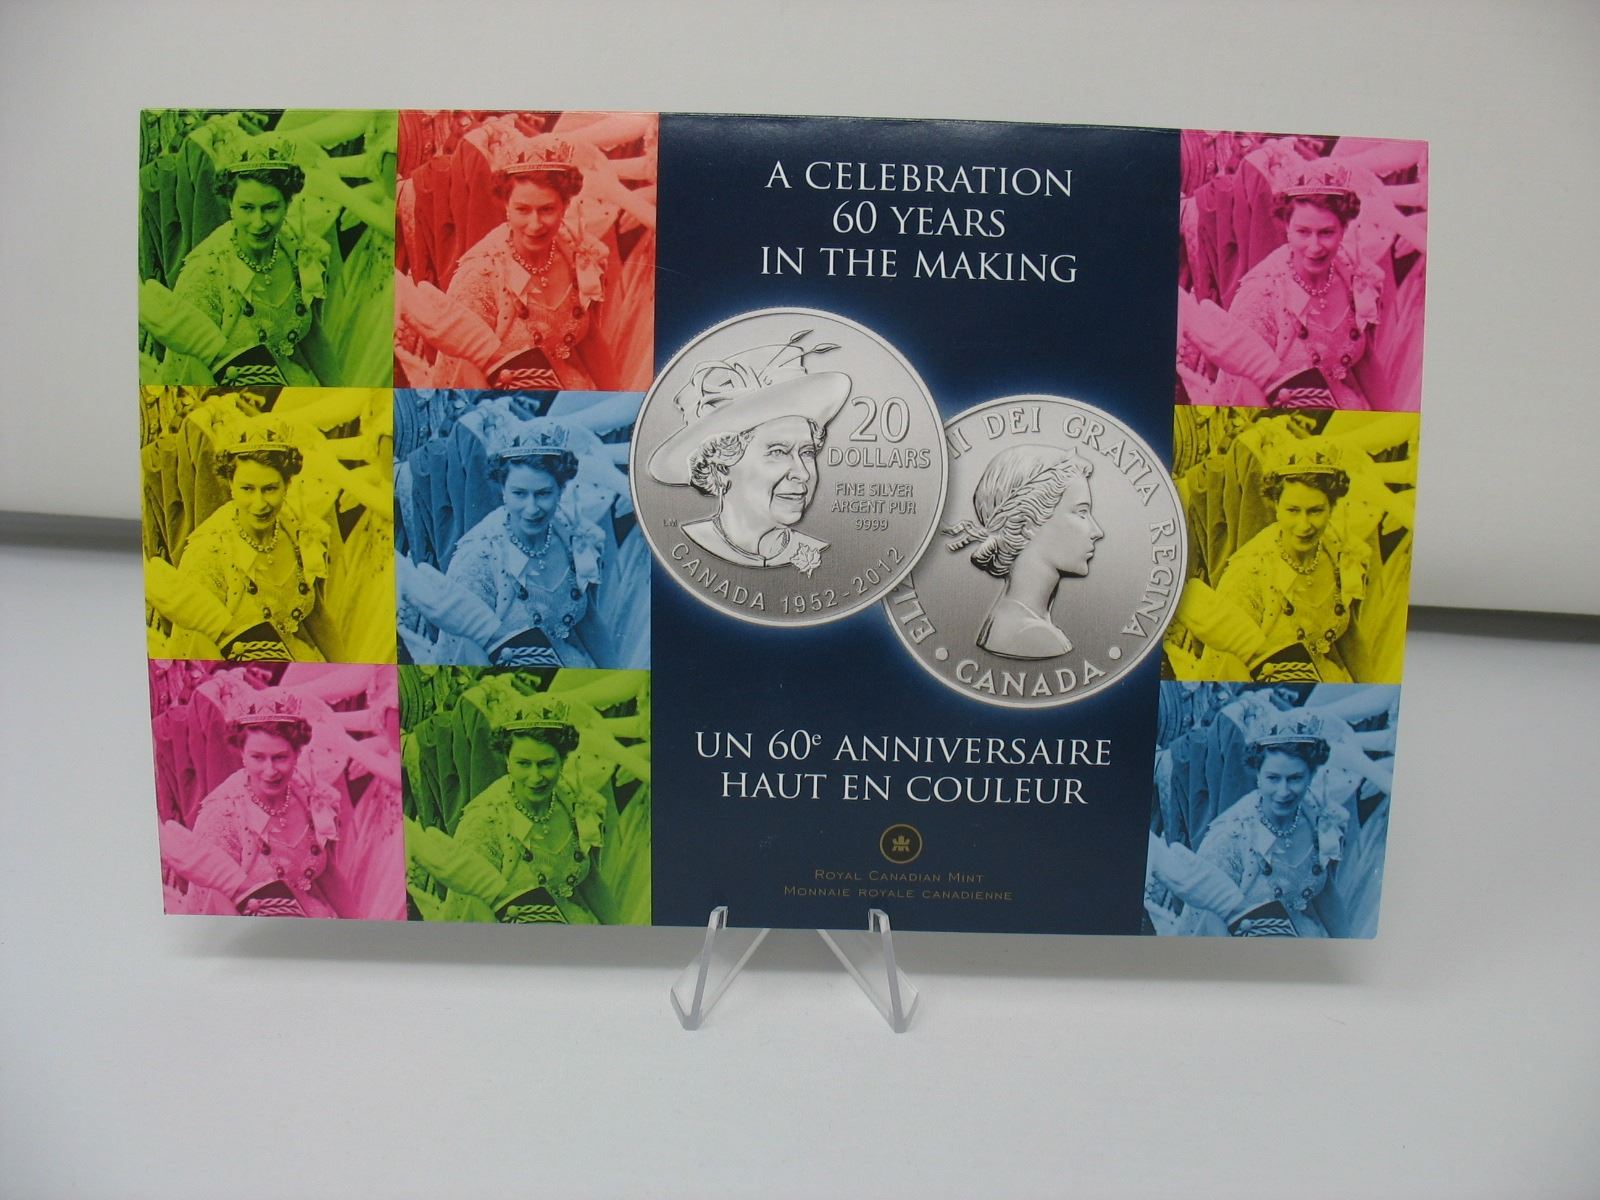 A CELEBRATION
60 YEARS
IN THE MAKING
20
DOLLARS
FINE SILVER
ARGENT PUR
9999
LM
CANADA 1952-2012
DEI GRATIA REGINA
CANADA
UN 60e ANNIVERSAIRE
HAUT EN COULEUR
ROYAL CANADIAN MINT
MONNAIE ROYALE CANADIENNE